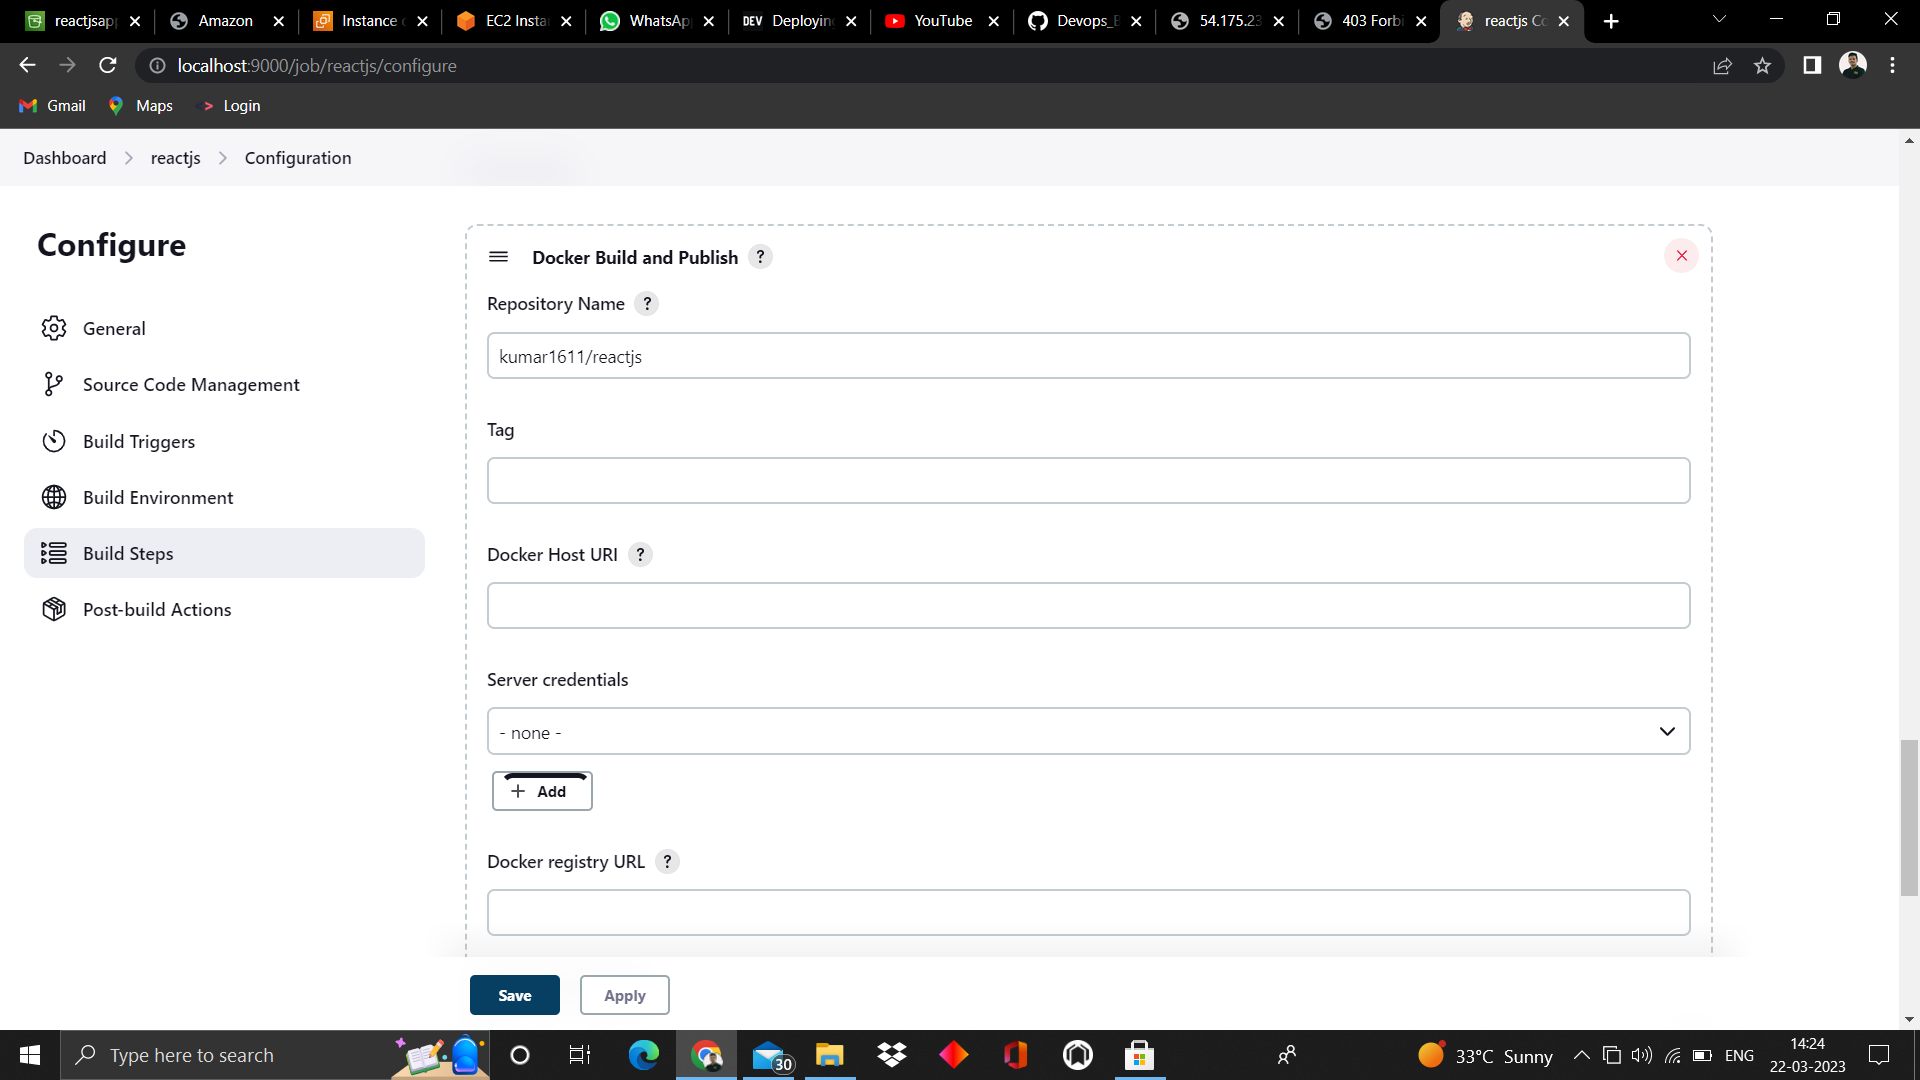 reactjsap
Amazon
Instance
EC2 Insta
WhatsAp
DEV Deployin
YouTube
Devops_
54.175.23
403 Forbi
reactjs Co
localhost:9000/job/reactjs/configure
Gmail
Maps
Login
Dashboard
reactjs
Configuration
Configure
General
Source Code Management
Build Triggers
Build Environment
Build Steps
Post-build Actions
Docker Build and Publish ?
Repository Name ?
kumar1611/reactjs
Tag
Docker Host URI ?
Server credentials
- none -
+ Add
Docker registry URL ?
Save
Apply
Type here to search
30
33°C Sunny
ENG
14:24
22-03-2023